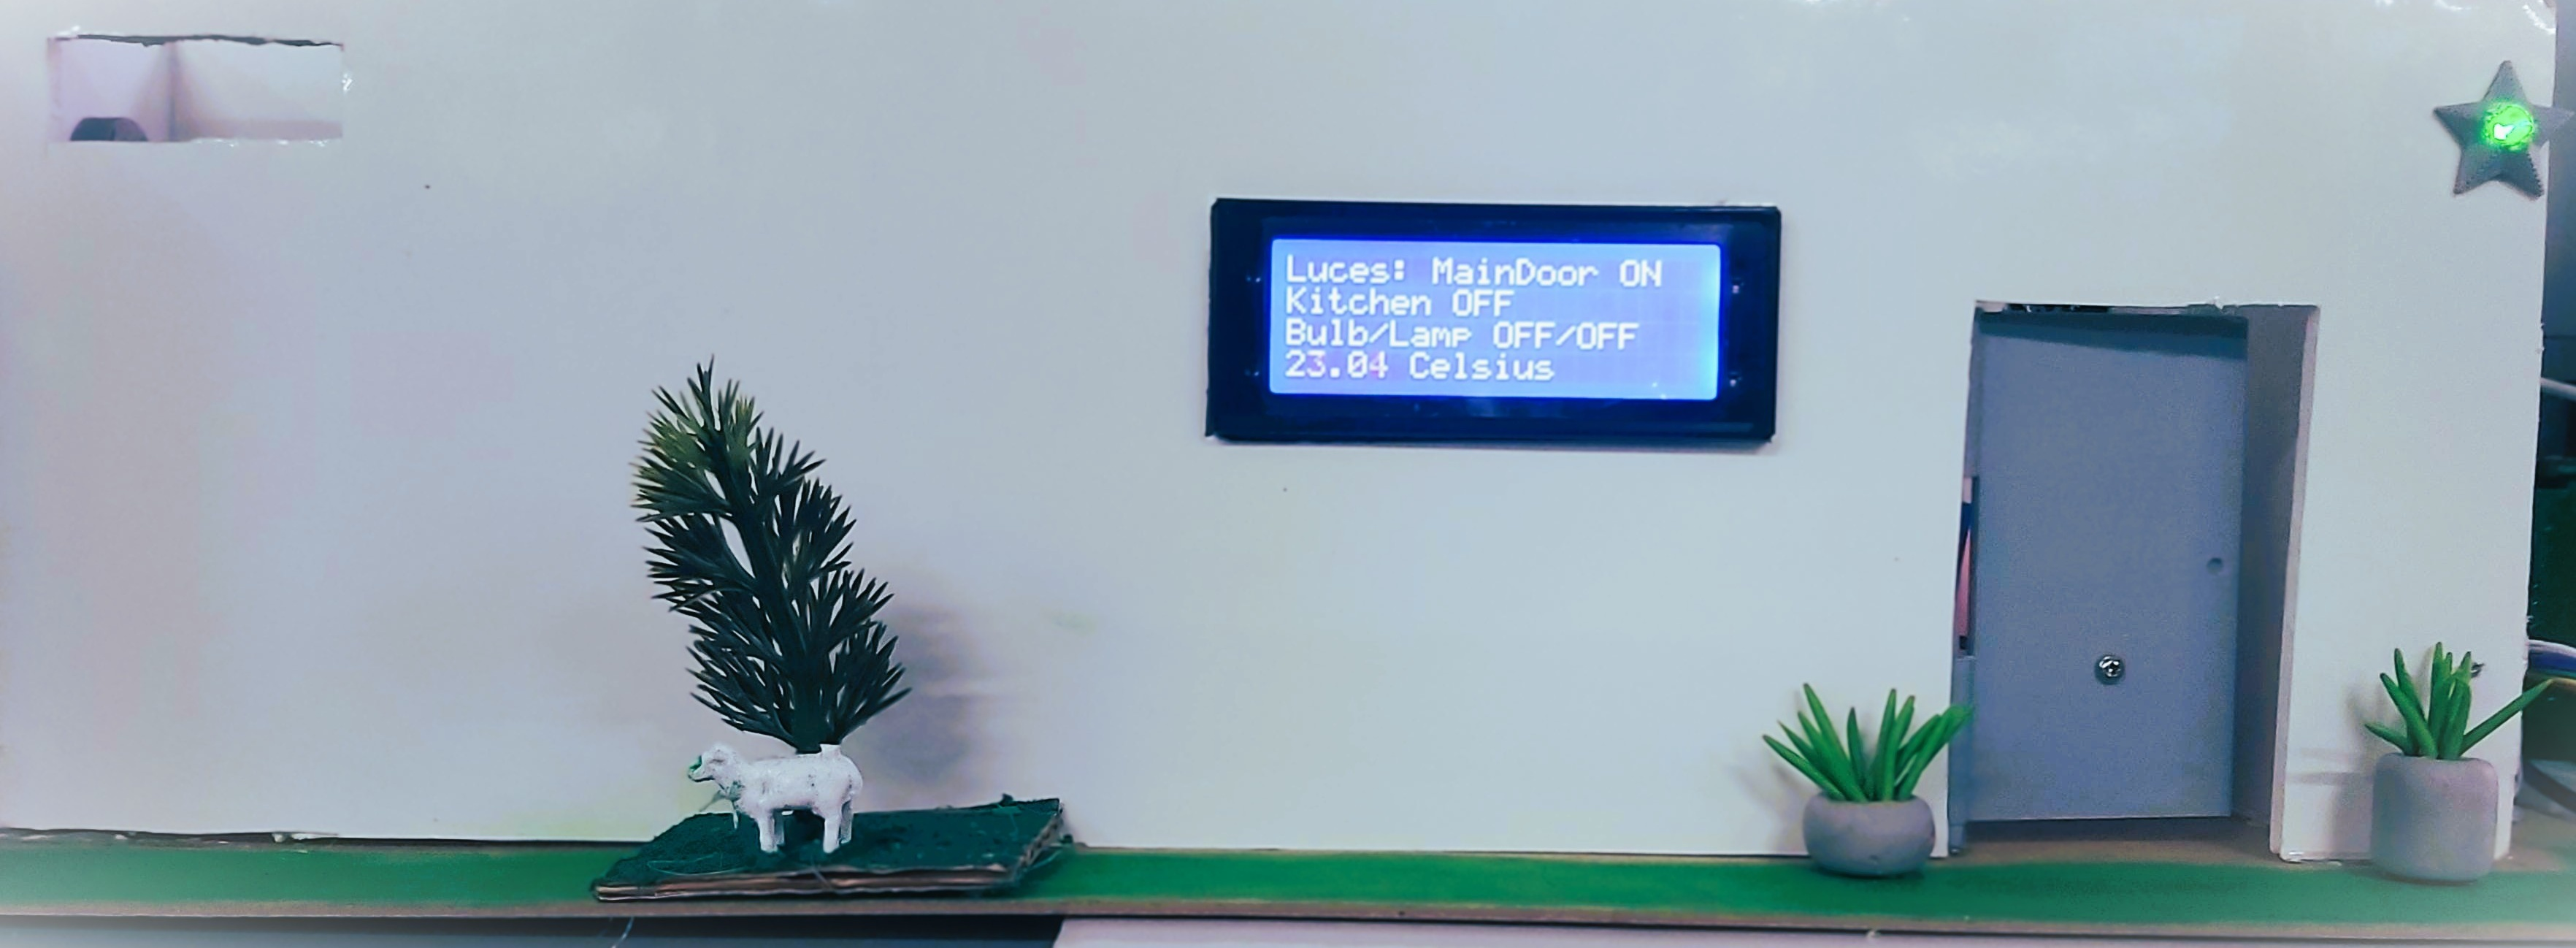 Luces: MainDoor ON
Kitchen OFF
Bulb/Lamp OFF/OFF
23.04 Celsius